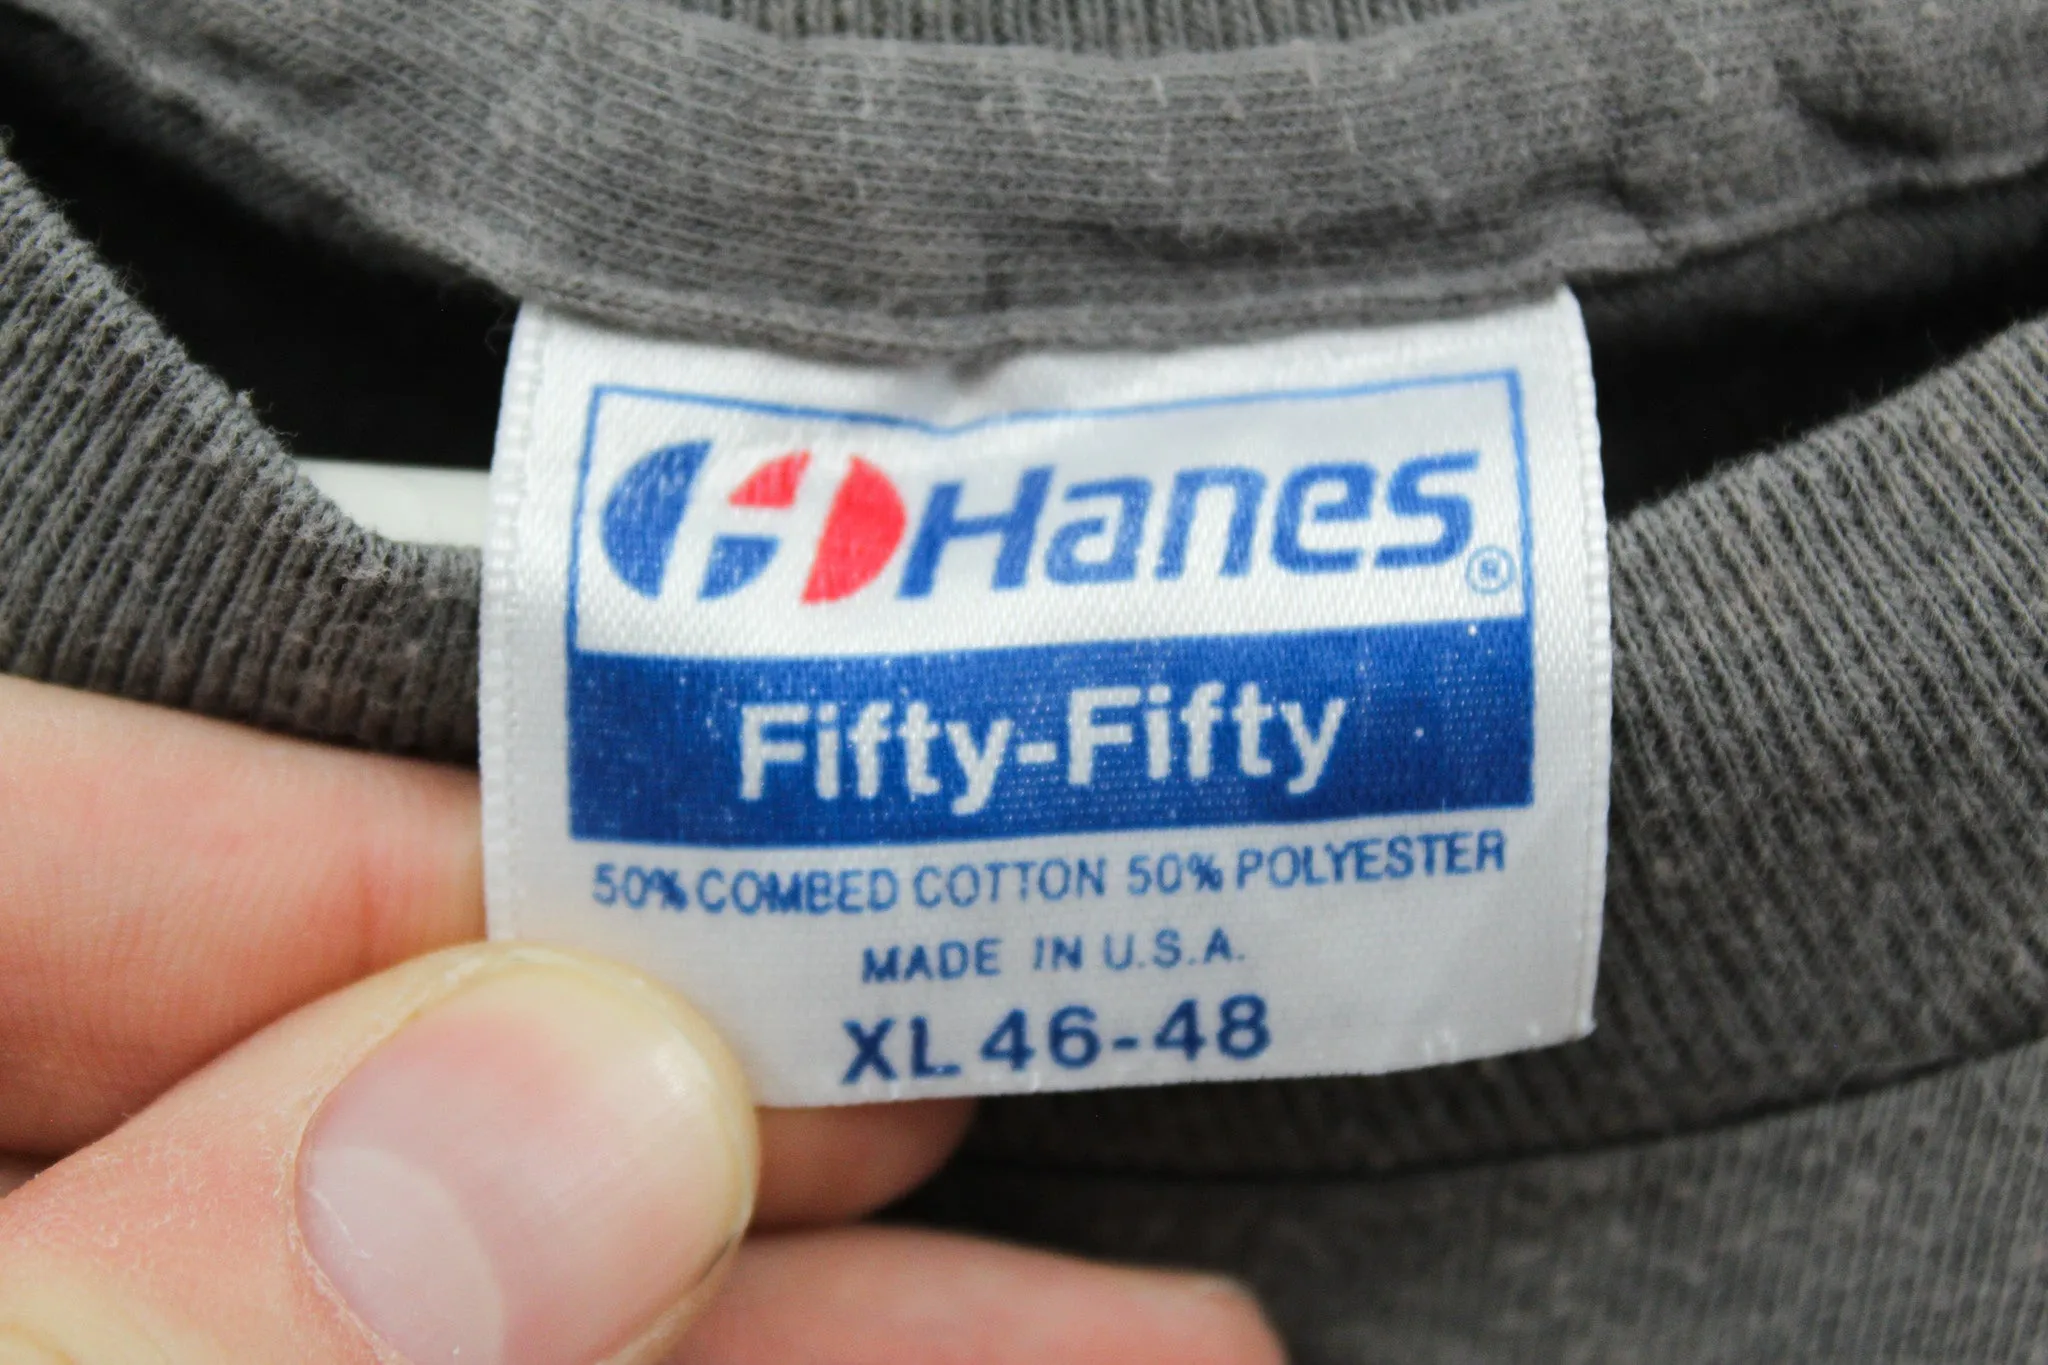 Hanes®
Fifty-Fifty
50% COMBED COTTON 50% POLYESTER
MADE IN U.S.A.
XL 46-48